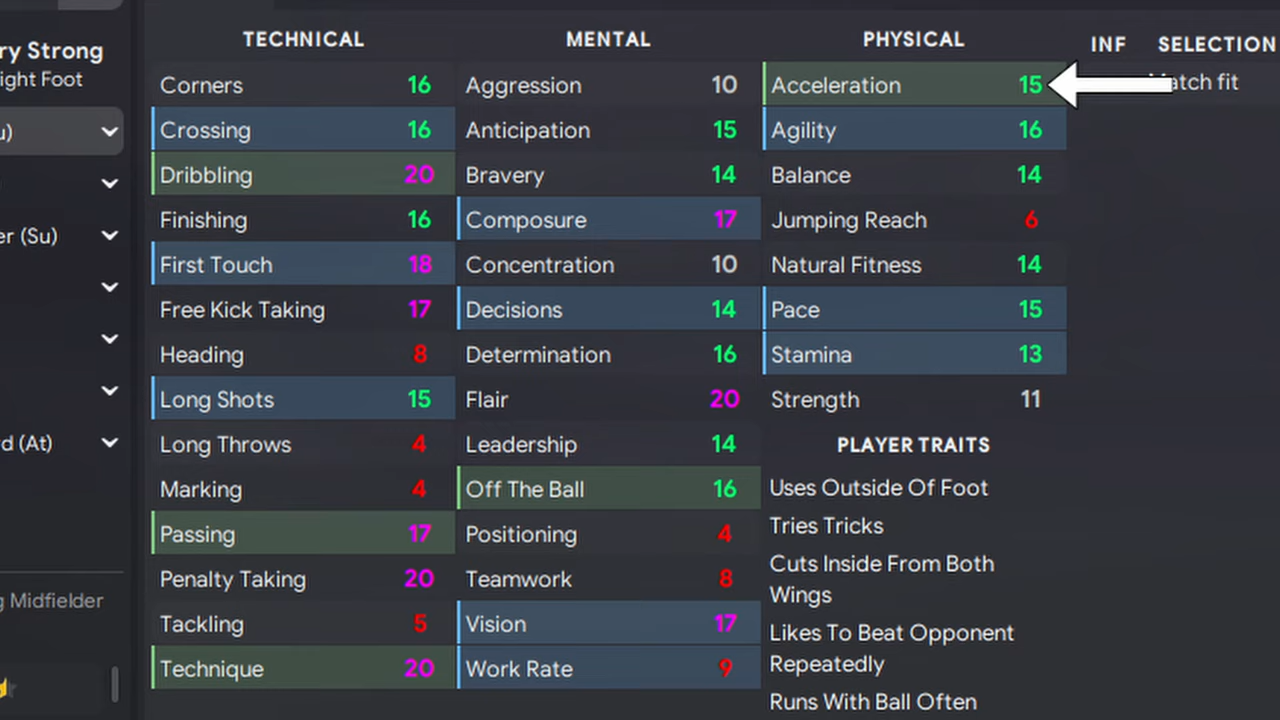 ry Strong
ight Foot
u)
er (Su)
d (At)
g Midfielder
TECHNICAL
Corners 16
Crossing 16
Dribbling 20
Finishing 16
First Touch 18
Free Kick Taking 17
Heading 8
Long Shots 15
Long Throws 4
Marking 4
Passing 17
Penalty Taking 20
Tackling 5
Technique 20
MENTAL
Aggression 10
Anticipation 15
Bravery 14
Composure 17
Concentration 10
Decisions 14
Determination 16
Flair 20
Leadership 14
Off The Ball 16
Positioning 4
Teamwork 8
Vision 17
Work Rate 9
PHYSICAL
Acceleration 15
Agility 16
Balance 14
Jumping Reach 6
Natural Fitness 14
Pace 15
Stamina 13
Strength 11
PLAYER TRAITS
Uses Outside Of Foot
Tries Tricks
Cuts Inside From Both
Wings
Likes To Beat Opponent
Repeatedly
Runs With Ball Often
INF SELECTION
atch fit